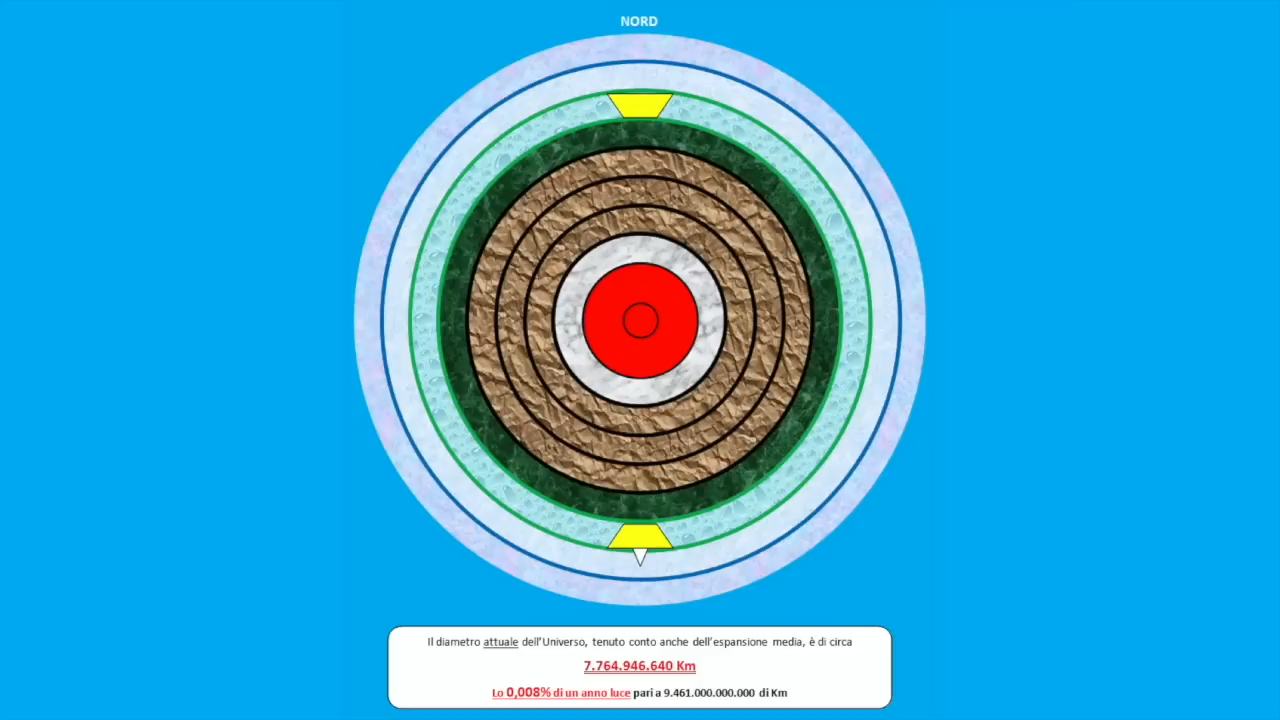 NORD
Il diametro attuale dell'Universo, tenuto conto anche dell'espansione media, è di circa
7.764.946.640 Km
Lo 0,008% di un anno luce pari a 9.461.000.000.000 di Km